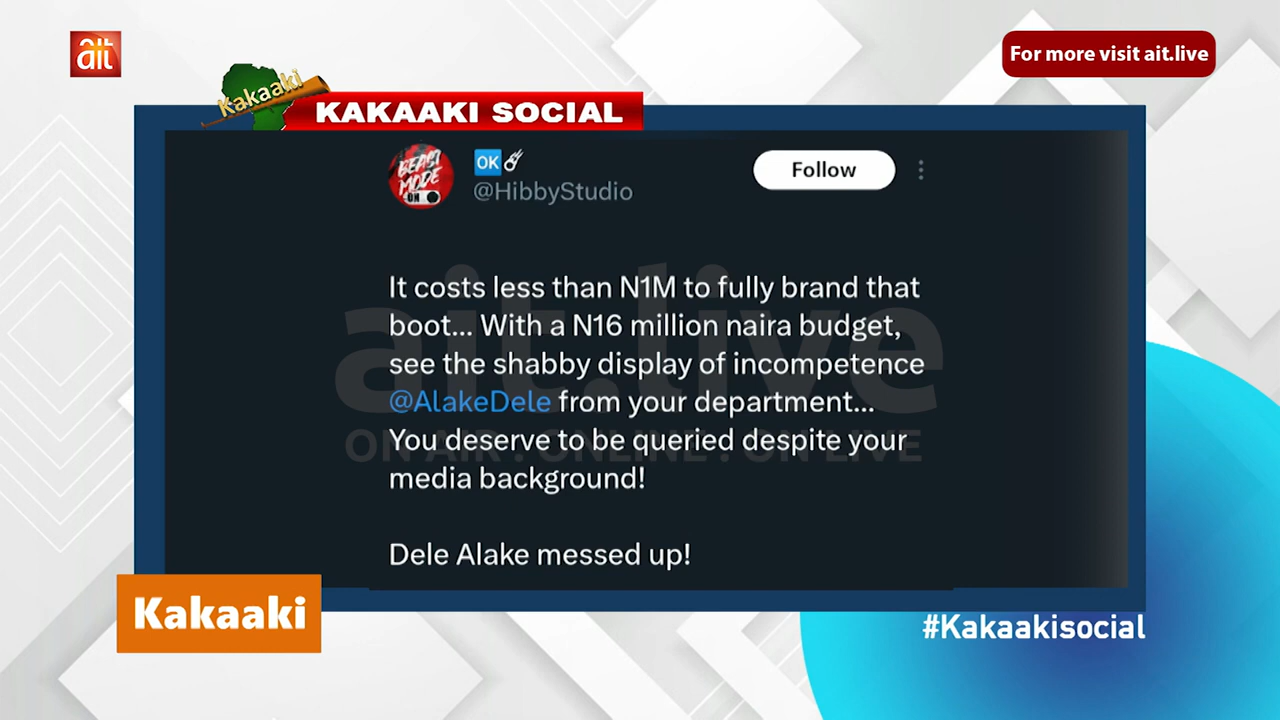 ait
For more visit ait.live
Kakaaki
KAKAAKI SOCIAL
BEAST
MODE
ON
OK
@HibbyStudio
Follow
It costs less than N1M to fully brand that
boot... With a N16 million naira budget,
see the shabby display of incompetence
@AlakeDele from your department...
You deserve to be queried despite your
media background!
Dele Alake messed up!
ait.live
ON AIR . ONLINE . ON LIVE
Kakaaki
#Kakaakisocial